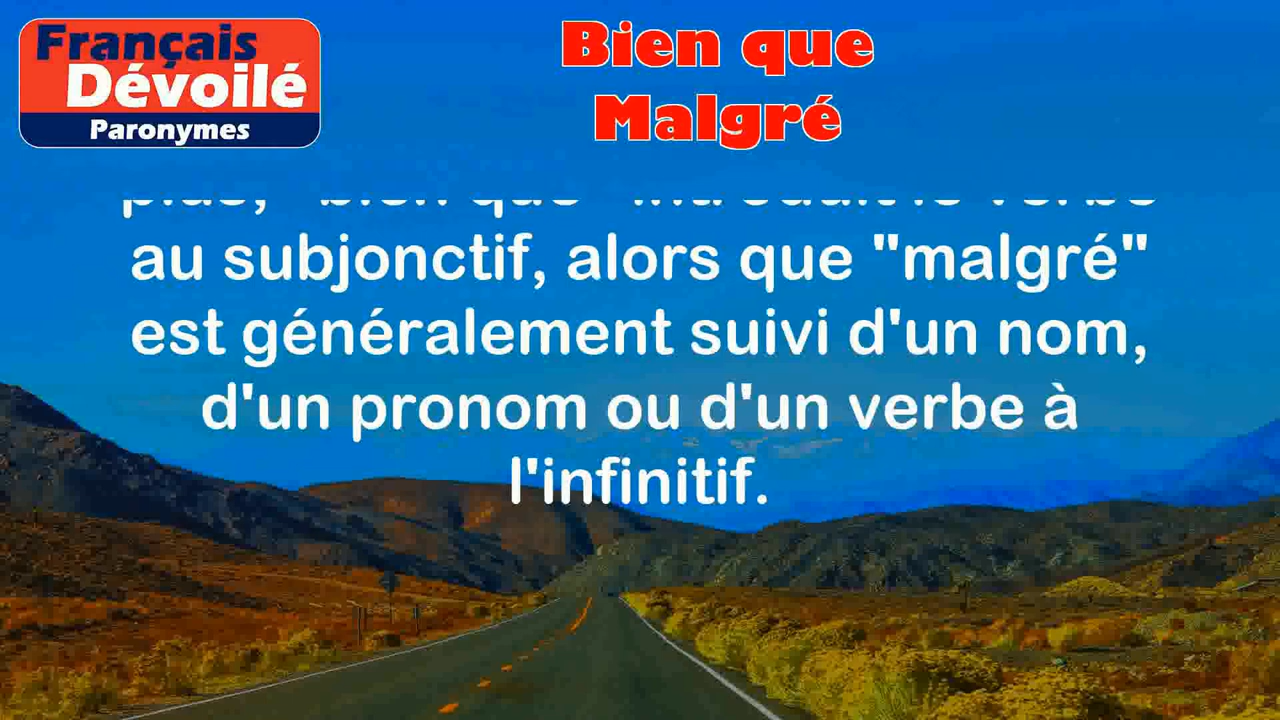 Français
Dévoilé
Paronymes
Bien que
Malgré
au subjonctif, alors que "malgré"
est généralement suivi d'un nom,
d'un pronom ou d'un verbe à
l'infinitif.